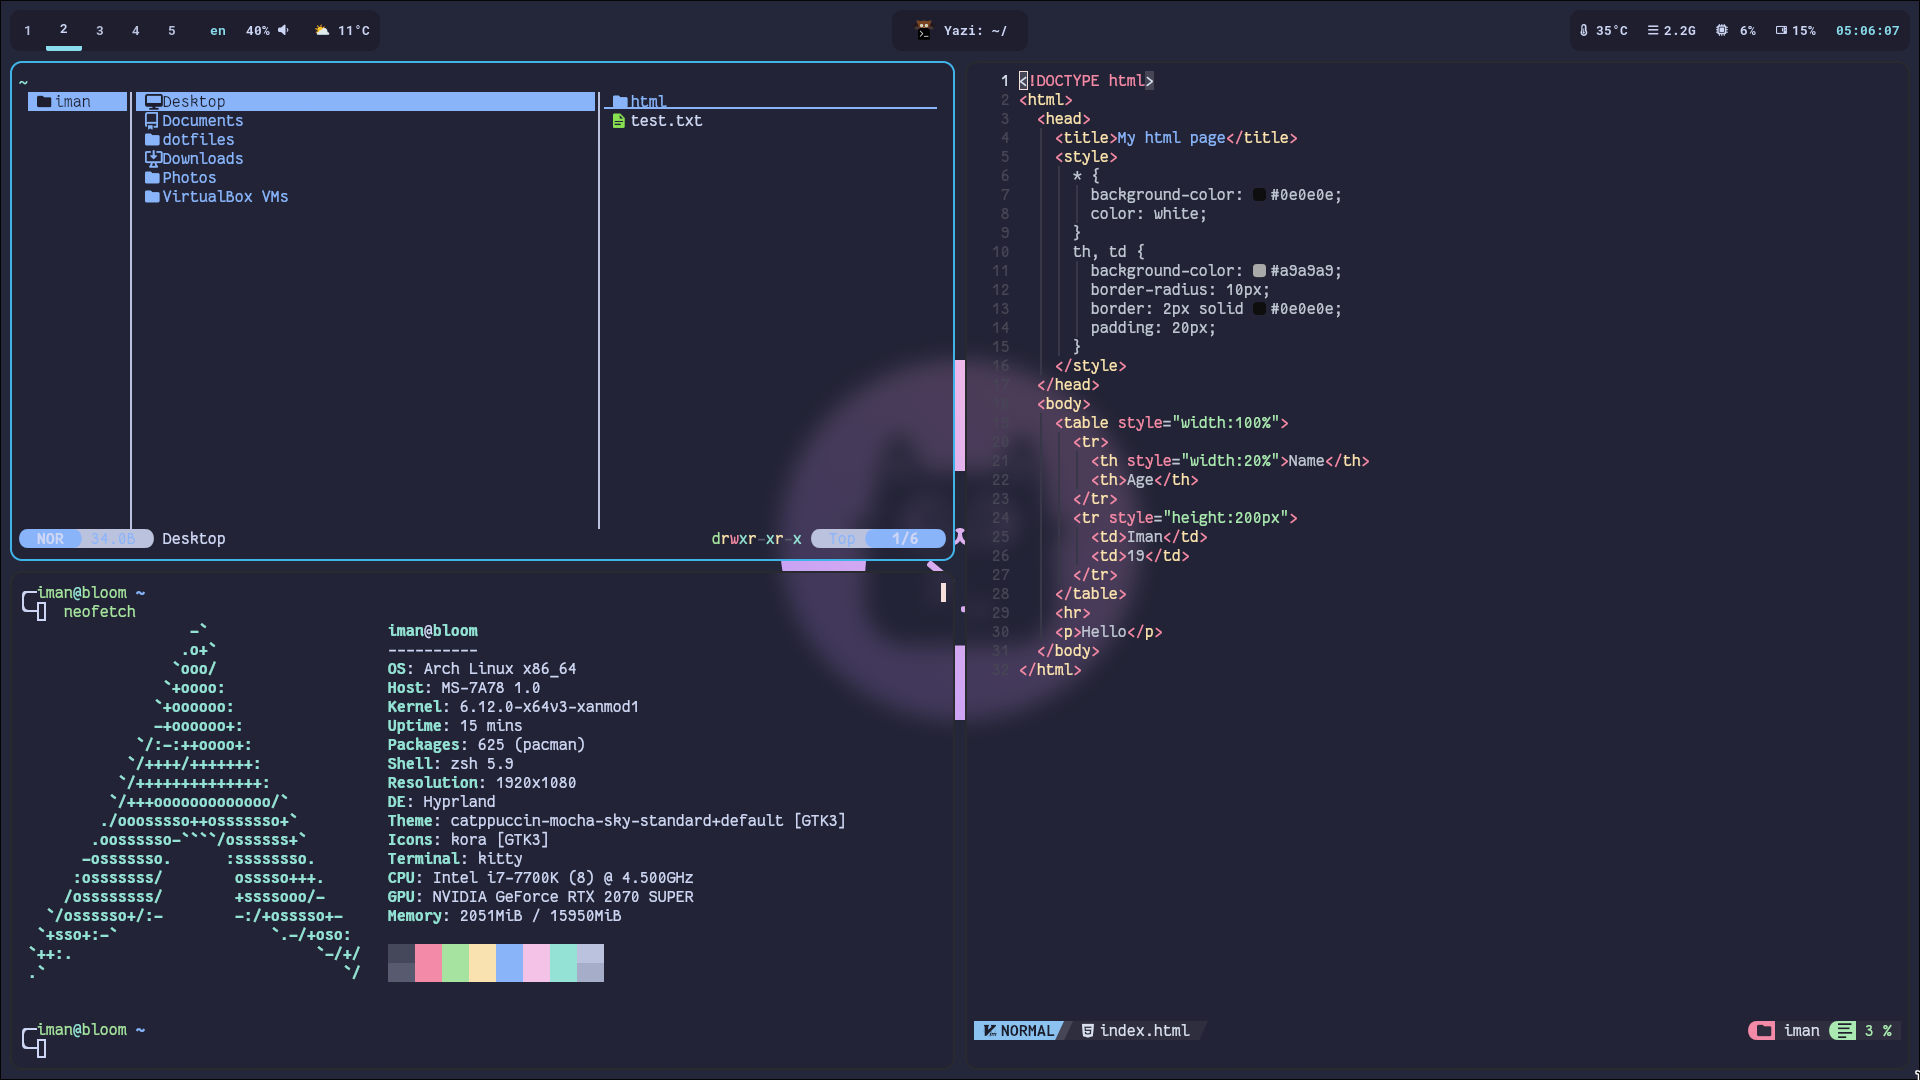 1 2 3 4 5 en 40% 11°C
Yazi: ~/
35°C 2.2G 6% 15% 05:06:07
~
iman
Desktop
Documents
dotfiles
Downloads
Photos
VirtualBox VMs
html
test.txt
NOR 34.0B Desktop
drwxr-xr-x Top 1/6
iman@bloom ~
neofetch
-`
.o+`
`ooo/
`+oooo:
`+oooooo:
-+oooooo+:
`/:-:++oooo+:
`/++++/+++++++:
`/++++++++++++++:
`/+++ooooooooooooo/`
./ooosssso++osssssso+`
.oossssso-````/ossssss+`
-osssssso.      :ssssssso.
:osssssss/        osssso+++.
/ossssssss/        +ssssooo/-
`/ossssso+/:-        -:/+osssso+-
`+sso+:-`                 `.-/+oso:
`++:.                           `-/+/
.`                                 `/
iman@bloom
----------
OS: Arch Linux x86_64
Host: MS-7A78 1.0
Kernel: 6.12.0-x64v3-xanmod1
Uptime: 15 mins
Packages: 625 (pacman)
Shell: zsh 5.9
Resolution: 1920x1080
DE: Hyprland
Theme: catppuccin-mocha-sky-standard+default [GTK3]
Icons: kora [GTK3]
Terminal: kitty
CPU: Intel i7-7700K (8) @ 4.500GHz
GPU: NVIDIA GeForce RTX 2070 SUPER
Memory: 2051MiB / 15950MiB
iman@bloom ~
1 <!DOCTYPE html>
2 <html>
3 <head>
4 <title>My html page</title>
5 <style>
6 * {
7 background-color: #0e0e0e;
8 color: white;
9 }
10 th, td {
11 background-color: #a9a9a9;
12 border-radius: 10px;
13 border: 2px solid #0e0e0e;
14 padding: 20px;
15 }
16 </style>
17 </head>
<body>
<table style="width:100%">
20 <tr>
21 <th style="width:20%">Name</th>
22 <th>Age</th>
23 </tr>
24 <tr style="height:200px">
25 <td>Iman</td>
26 <td>19</td>
27 </tr>
28 </table>
29 <hr>
30 <p>Hello</p>
31 </body>
32 </html>
NORMAL index.html
iman 3 %